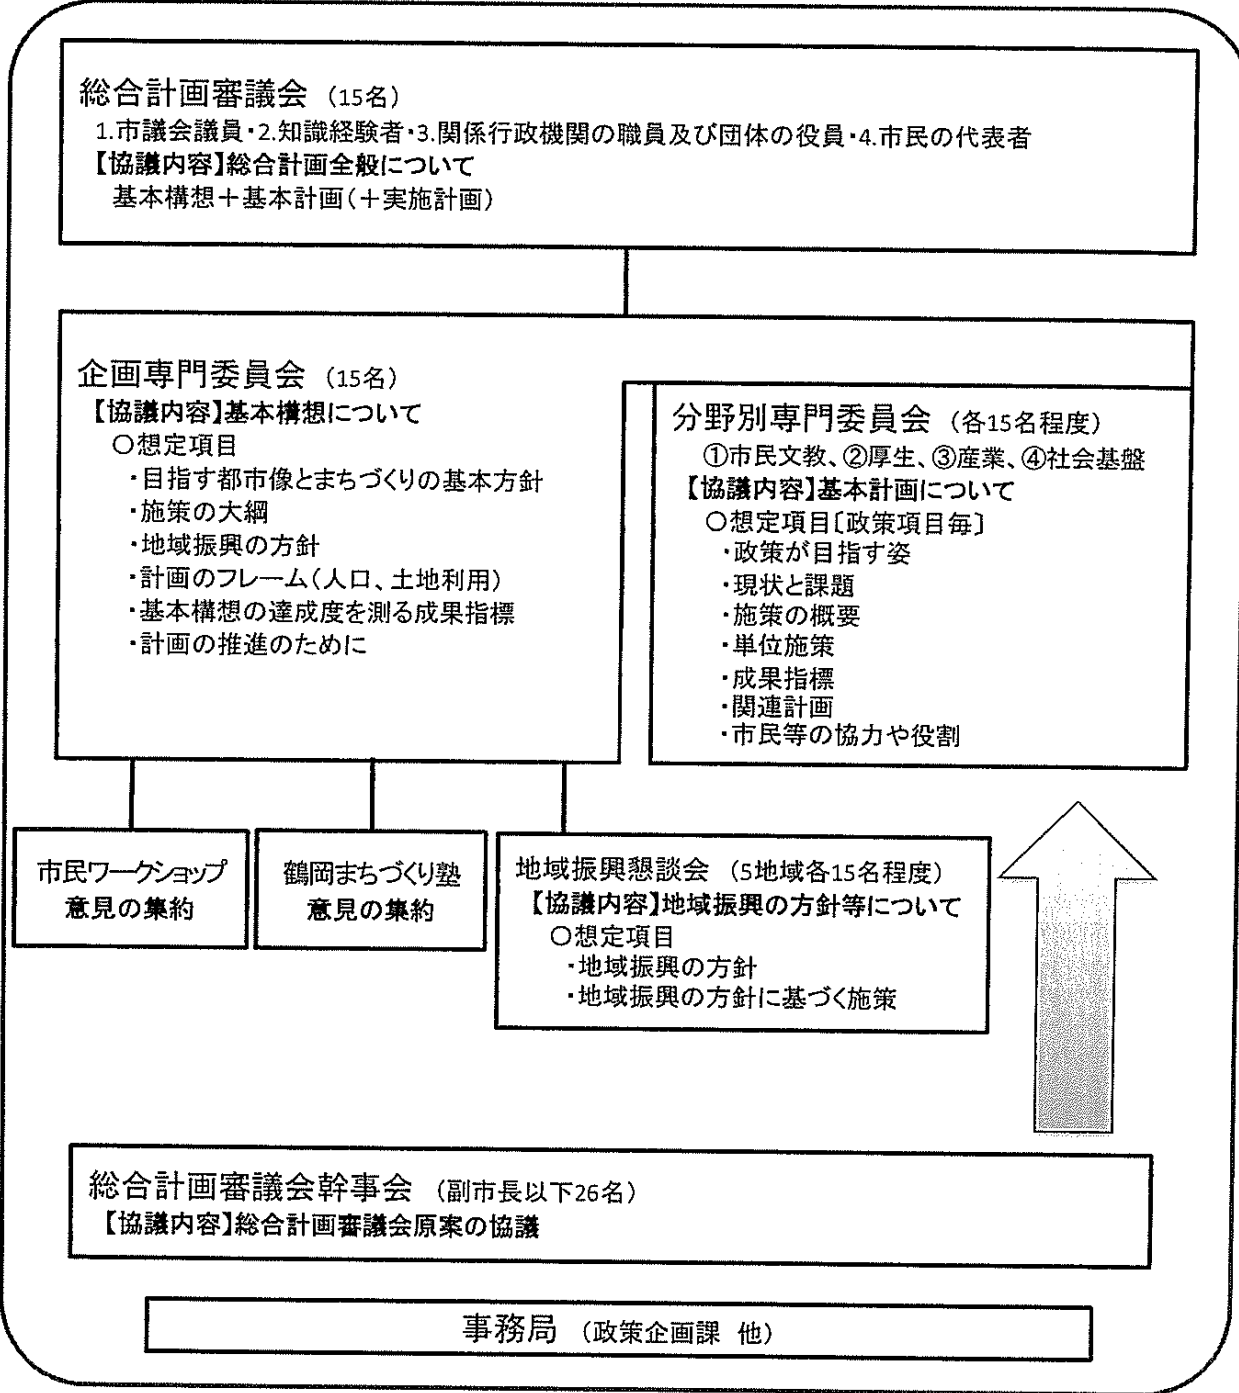 総合計画審議会 (15名)
1.市議会議員・2.知識経験者・3.関係行政機関の職員及び団体の役員・4.市民の代表者
【協議内容】総合計画全般について
基本構想＋基本計画(＋実施計画)
企画専門委員会 (15名)
【協議内容】基本構想について
○想定項目
・目指す都市像とまちづくりの基本方針
・施策の大綱
・地域振興の方針
・計画のフレーム(人口、土地利用)
・基本構想の達成度を測る成果指標
・計画の推進のために
分野別専門委員会 (各15名程度)
①市民文教、②厚生、③産業、④社会基盤
【協議内容】基本計画について
○想定項目〔政策項目毎〕
・政策が目指す姿
・現状と課題
・施策の概要
・単位施策
・成果指標
・関連計画
・市民等の協力や役割
市民ワークショップ
意見の集約
鶴岡まちづくり塾
意見の集約
地域振興懇談会 (5地域各15名程度)
【協議内容】地域振興の方針等について
○想定項目
・地域振興の方針
・地域振興の方針に基づく施策
総合計画審議会幹事会 (副市長以下26名)
【協議内容】総合計画審議会原案の協議
事務局 (政策企画課 他)